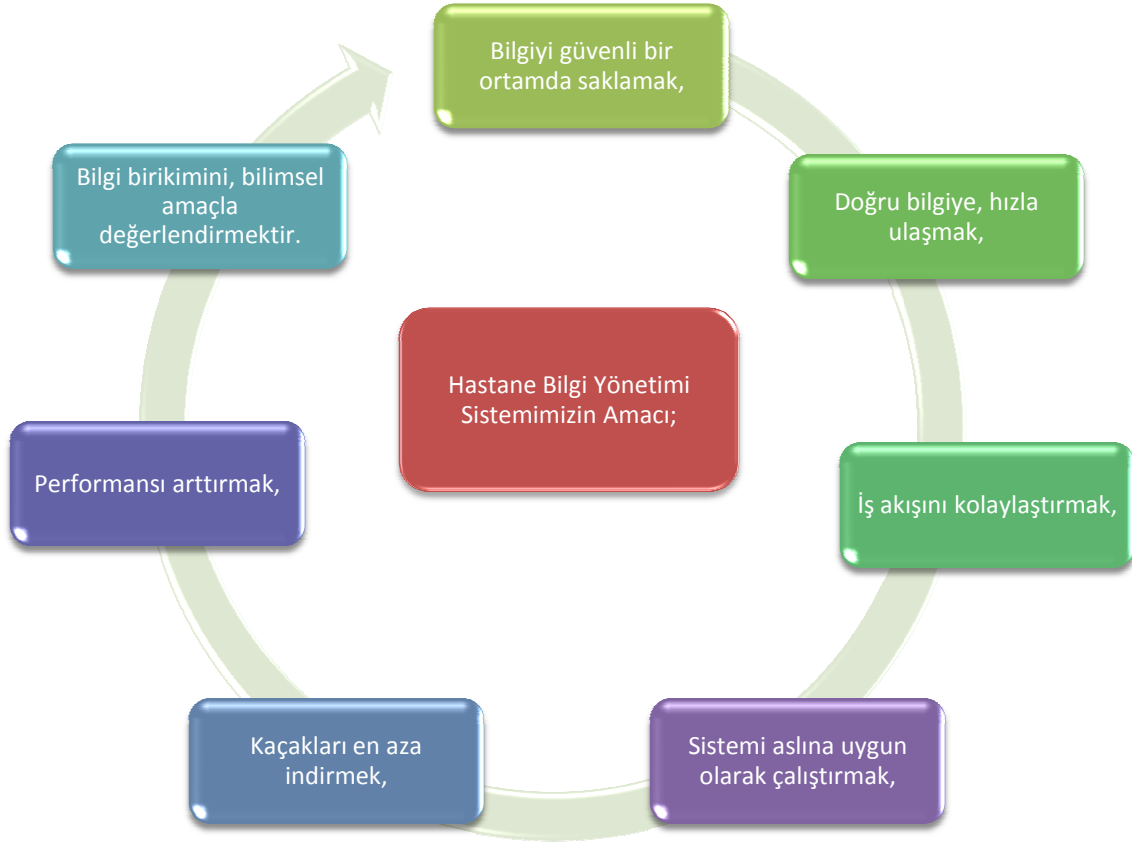 Bilgiyi güvenli bir
ortamda saklamak,
Doğru bilgiye, hızla
ulaşmak,
İş akışını kolaylaştırmak,
Sistemi aslına uygun
olarak çalıştırmak,
Kaçakları en aza
indirmek,
Performansı arttırmak,
Bilgi birikimini, bilimsel
amaçla
değerlendirmektir.
Hastane Bilgi Yönetimi
Sistemimizin Amacı;